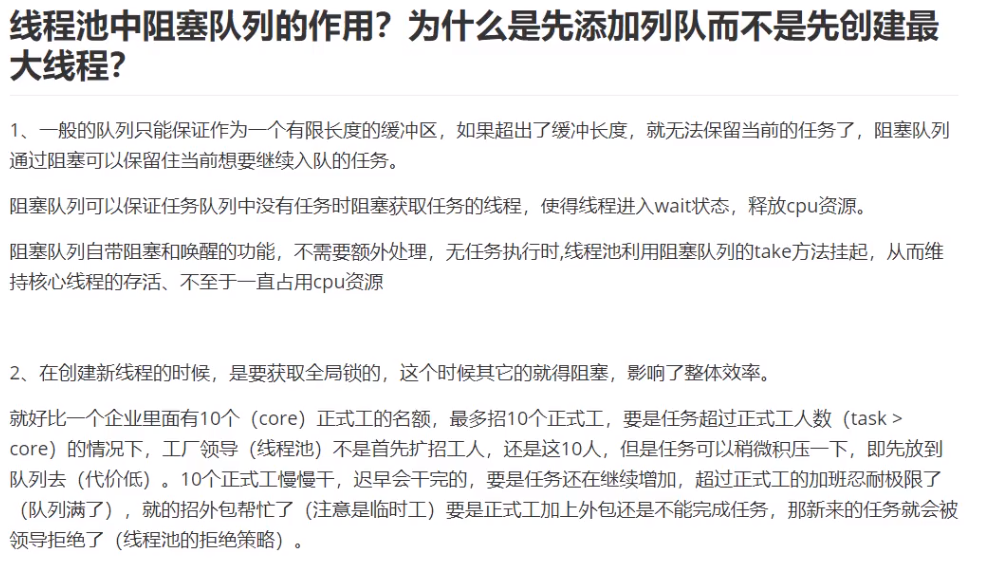 线程池中阻塞队列的作用？为什么是先添加列队而不是先创建最
大线程？
1、一般的队列只能保证作为一个有限长度的缓冲区，如果超出了缓冲长度，就无法保留当前的任务了，阻塞队列
通过阻塞可以保留住当前想要继续入队的任务。
阻塞队列可以保证任务队列中没有任务时阻塞获取任务的线程，使得线程进入wait状态，释放cpu资源。
阻塞队列自带阻塞和唤醒的功能，不需要额外处理，无任务执行时,线程池利用阻塞队列的take方法挂起，从而维
持核心线程的存活、不至于一直占用cpu资源
2、在创建新线程的时候，是要获取全局锁的，这个时候其它的就得阻塞，影响了整体效率。
就好比一个企业里面有10个（core）正式工的名额，最多招10个正式工，要是任务超过正式工人数（task >
core）的情况下，工厂领导（线程池）不是首先扩招工人，还是这10人，但是任务可以稍微积压一下，即先放到
队列去（代价低）。10个正式工慢慢干，迟早会干完的，要是任务还在继续增加，超过正式工的加班忍耐极限了
（队列满了），就的招外包帮忙了（注意是临时工）要是正式工加上外包还是不能完成任务，那新来的任务就会被
领导拒绝了（线程池的拒绝策略）。